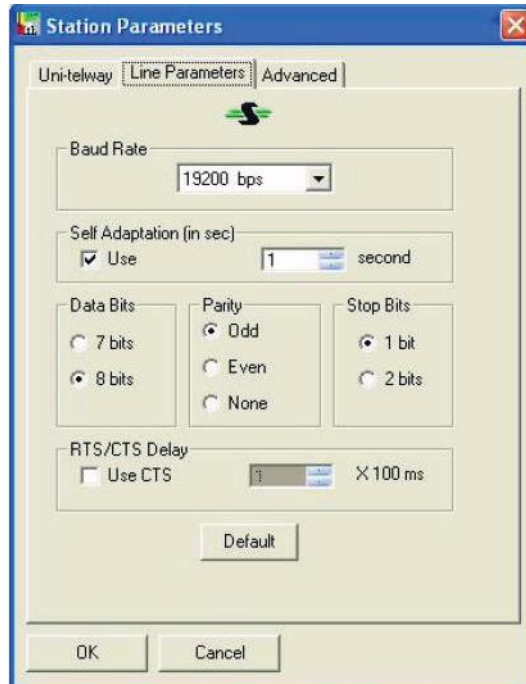 Station Parameters
Uni-telway Line Parameters Advanced
Baud Rate
19200 bps
Self Adaptation (in sec)
Use 1 second
Data Bits
7 bits
8 bits
Parity
Odd
Even
None
Stop Bits
1 bit
2 bits
RTS/CTS Delay
Use CTS 1 X 100 ms
Default
OK Cancel